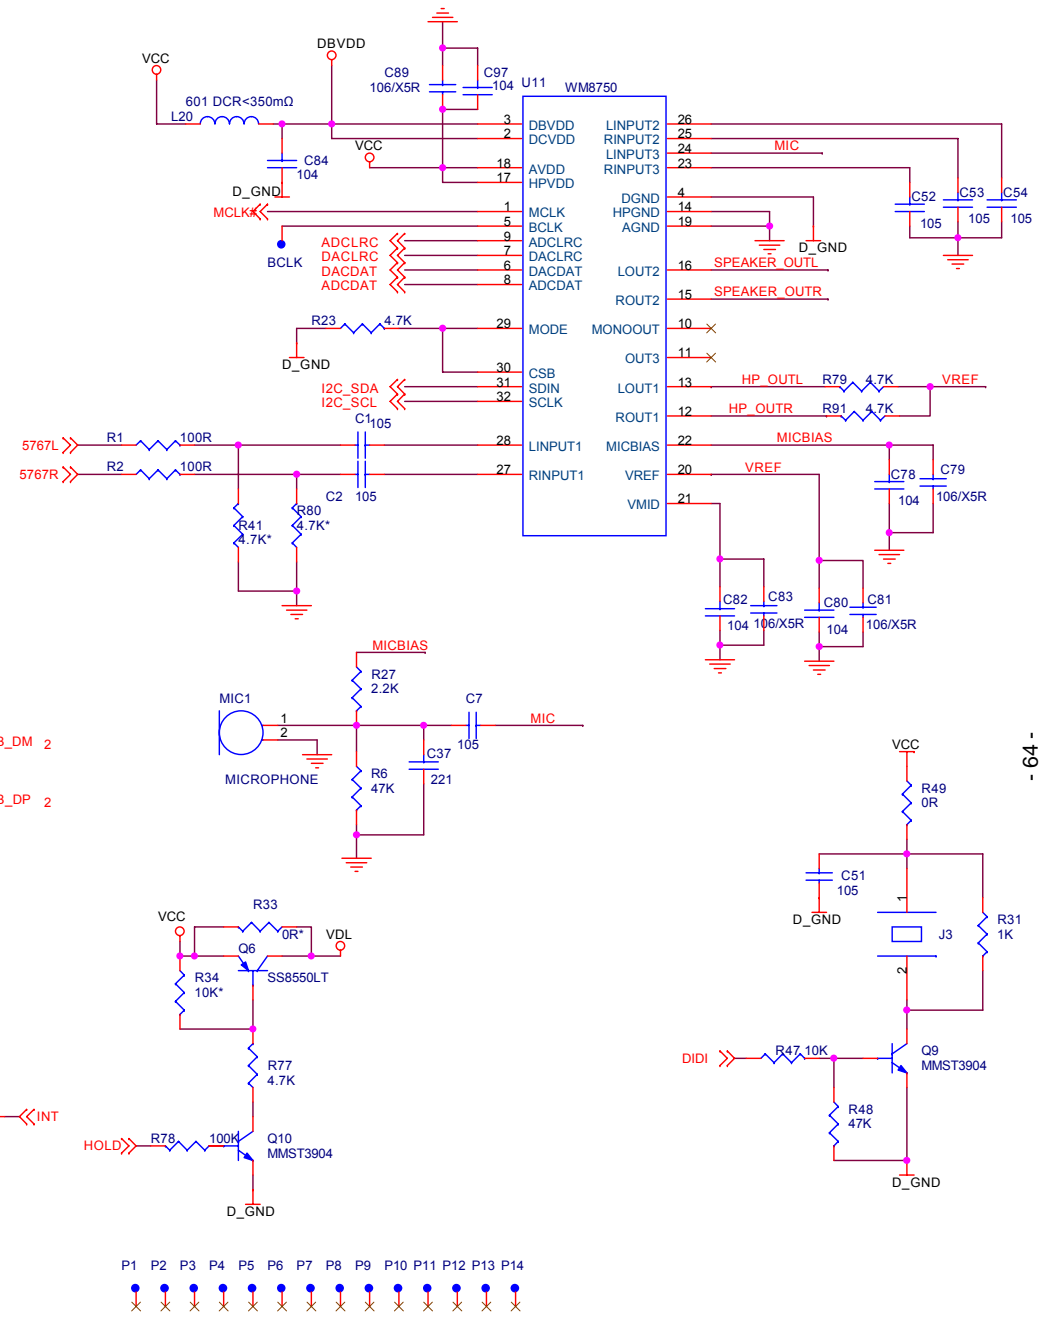 VCC
DBVDD
601 DCR<350mΩ
L20
C84
104
D_GND
C89
106/X5R
C97
104
U11
WM8750
VCC
3 DBVDD
2 DCVDD
18 AVDD
17 HPVDD
MCLK* 1 MCLK
5 BCLK
BCLK
ADCLRC 9 ADCLRC
DACLRC 7 DACLRC
DACDAT 6 DACDAT
ADCDAT 8 ADCDAT
R23 4.7K 29 MODE
D_GND
30 CSB
I2C_SDA 31 SDIN
I2C_SCL 32 SCLK
C1 105
5767L R1 100R 28 LINPUT1
5767R R2 100R 27 RINPUT1
C2 105
R41
4.7K*
R80
4.7K*
LINPUT2 26
RINPUT2 25
LINPUT3 24 MIC
RINPUT3 23
C52
105
C53
105
C54
105
DGND 4
HPGND 14
AGND 19
D_GND
LOUT2 16 SPEAKER_OUTL
ROUT2 15 SPEAKER_OUTR
MONOOUT 10
OUT3 11
LOUT1 13 HP_OUTL R79 4.7K VREF
ROUT1 12 HP_OUTR R91 4.7K
MICBIAS 22 MICBIAS
VREF 20 VREF
VMID 21
C78
104
C79
106/X5R
C82
104
C83
106/X5R
C80
104
C81
106/X5R
MICBIAS
R27
2.2K
MIC1
1
2
MICROPHONE
C7
105
MIC
C37
221
R6
47K
3_DM 2
3_DP 2
- 64 -
VCC
R49
0R
C51
105
D_GND
1
J3
2
R31
1K
DIDI R47 10K
Q9
MMST3904
R48
47K
D_GND
VCC
R33
0R*
VDL
Q6
SS8550LT
R34
10K*
R77
4.7K
INT
HOLD R78 100K
Q10
MMST3904
D_GND
P1 P2 P3 P4 P5 P6 P7 P8 P9 P10 P11 P12 P13 P14